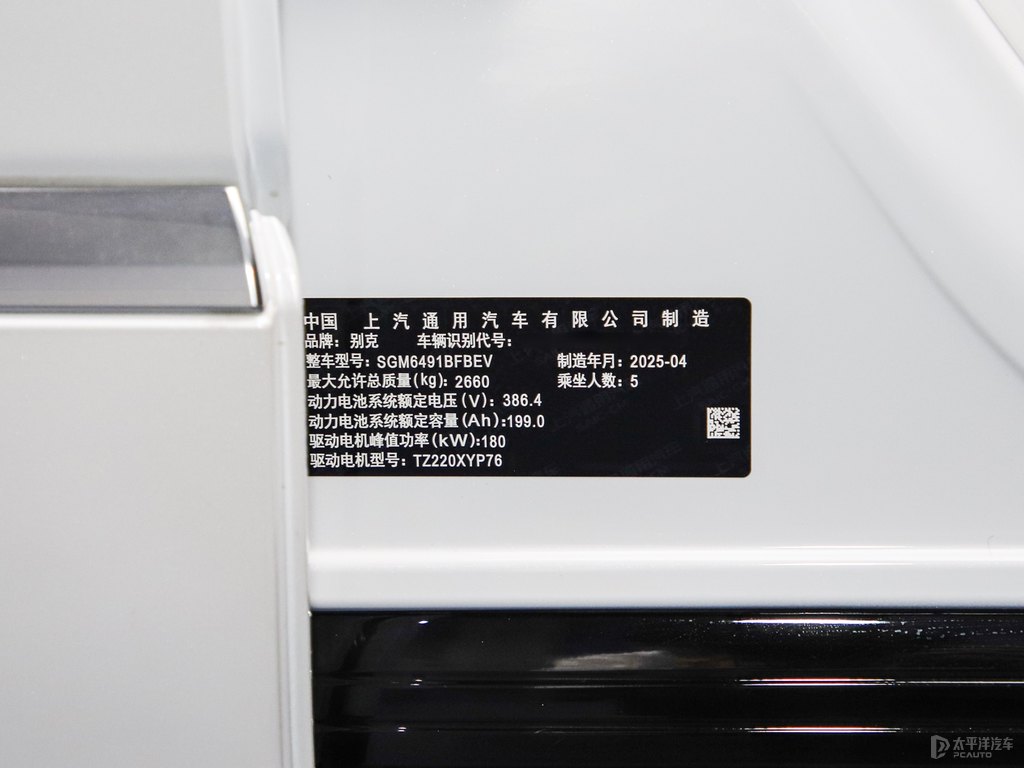 中国 上汽通用汽车有限公司制造
品牌：别克 车辆识别代号：
整车型号：SGM6491BFBEV 制造年月：2025-04
最大允许总质量(kg)：2660 乘坐人数：5
动力电池系统额定电压(V)：386.4
动力电池系统额定容量(Ah):199.0
驱动电机峰值功率(kW):180
驱动电机型号：TZ220XYP76
太平洋汽车
PCAUTO